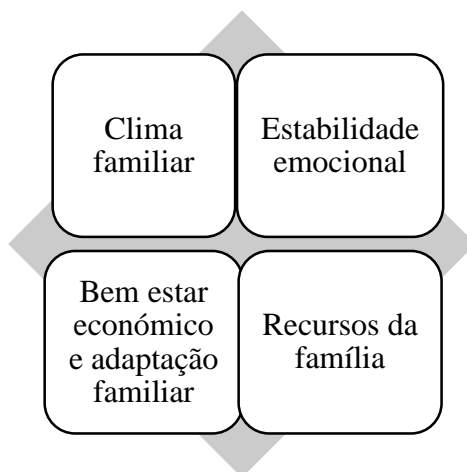 Clima
familiar
Estabilidade
emocional
Bem estar
económico
e adaptação
familiar
Recursos da
família